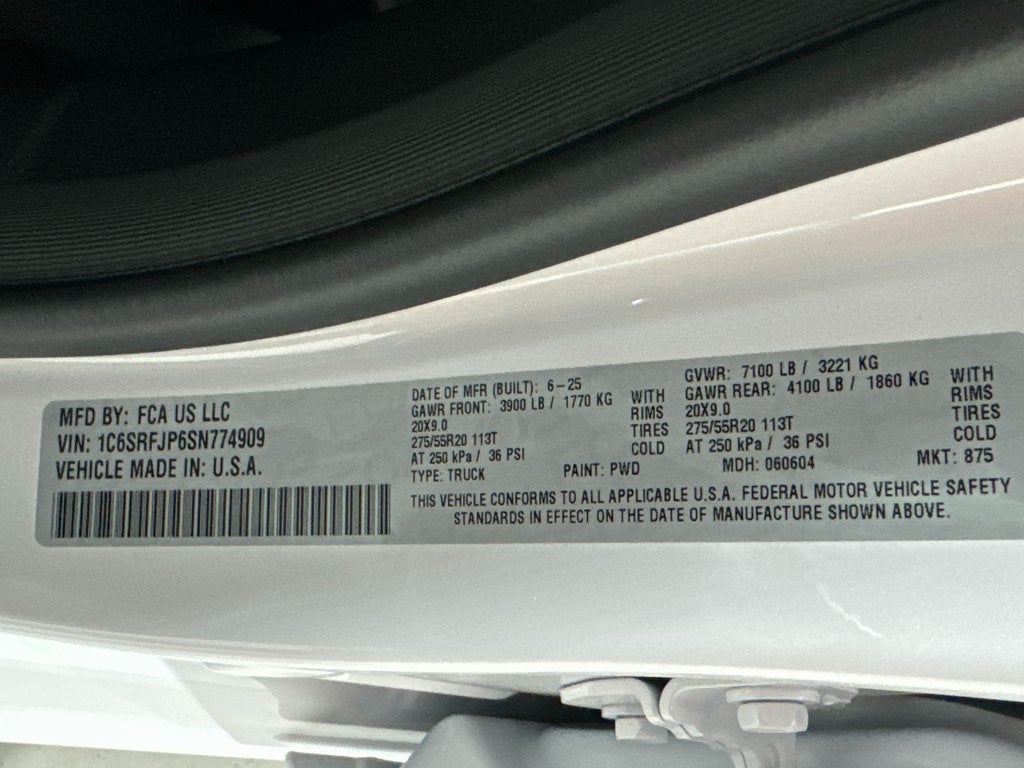 MFD BY: FCA US LLC
VIN: 1C6SRFJP6SN774909
VEHICLE MADE IN: U.S.A.
DATE OF MFR (BUILT): 6-25
GAWR FRONT: 3900 LB / 1770 KG WITH
20X9.0 RIMS
275/55R20 113T TIRES
AT 250 kPa / 36 PSI COLD
GVWR: 7100 LB / 3221 KG
GAWR REAR: 4100 LB / 1860 KG WITH
20X9.0 RIMS
275/55R20 113T TIRES
AT 250 kPa / 36 PSI COLD
TYPE: TRUCK PAINT: PWD MDH: 060604 MKT: 875
THIS VEHICLE CONFORMS TO ALL APPLICABLE U.S.A. FEDERAL MOTOR VEHICLE SAFETY
STANDARDS IN EFFECT ON THE DATE OF MANUFACTURE SHOWN ABOVE.